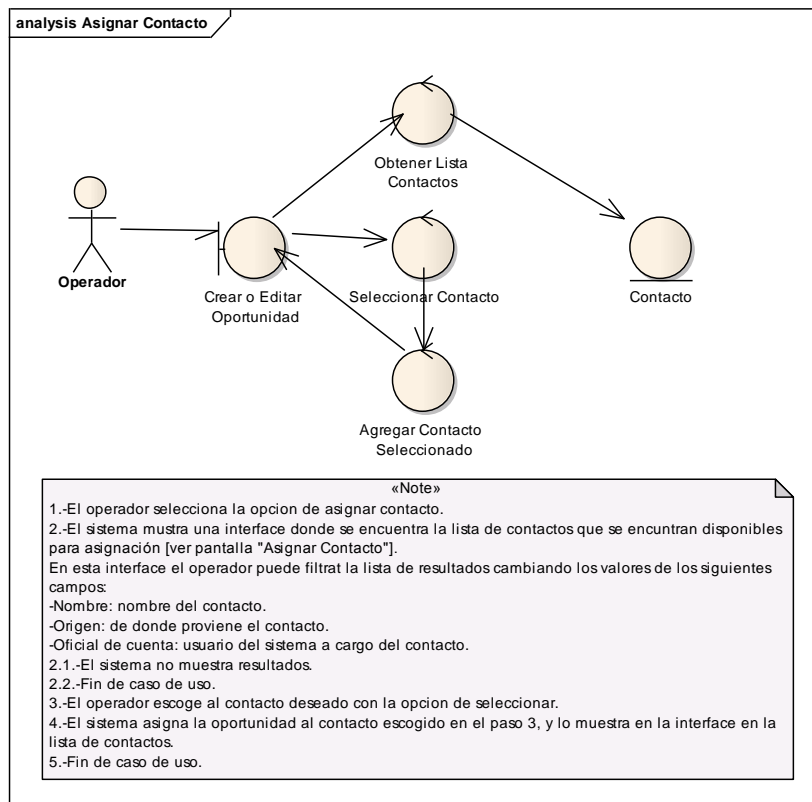 analysis Asignar Contacto
Obtener Lista
Contactos
Operador
Crear o Editar
Oportunidad
Seleccionar Contacto
Contacto
Agregar Contacto
Seleccionado
«Note»
1.-El operador selecciona la opcion de asignar contacto.
2.-El sistema mustra una interface donde se encuentra la lista de contactos que se encuntran disponibles
para asignación [ver pantalla "Asignar Contacto"].
En esta interface el operador puede filtrat la lista de resultados cambiando los valores de los siguientes
campos:
-Nombre: nombre del contacto.
-Origen: de donde proviene el contacto.
-Oficial de cuenta: usuario del sistema a cargo del contacto.
2.1.-El sistema no muestra resultados.
2.2.-Fin de caso de uso.
3.-El operador escoge al contacto deseado con la opcion de seleccionar.
4.-El sistema asigna la oportunidad al contacto escogido en el paso 3, y lo muestra en la interface en la
lista de contactos.
5.-Fin de caso de uso.